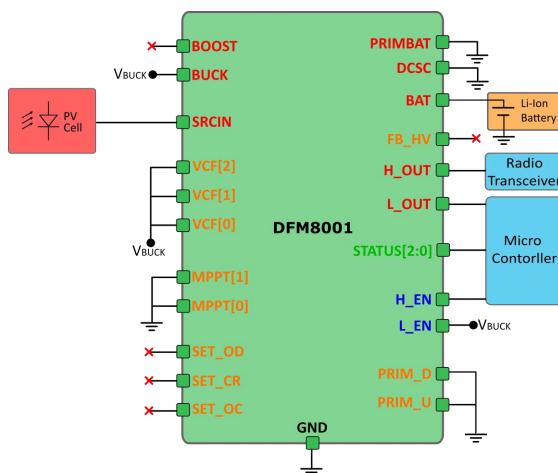 BOOST
PRIMBAT
VBUCK
BUCK
DCSC
PV
Cell
SRCIN
BAT
Li-Ion
Battery
FB_HV
VCF[2]
H_OUT
Radio
Transceiver
VCF[1]
L_OUT
VCF[0]
DFM8001
VBUCK
STATUS[2:0]
Micro
Contorller
MPPT[1]
MPPT[0]
H_EN
L_EN
VBUCK
SET_OD
PRIM_D
SET_CR
PRIM_U
SET_OC
GND